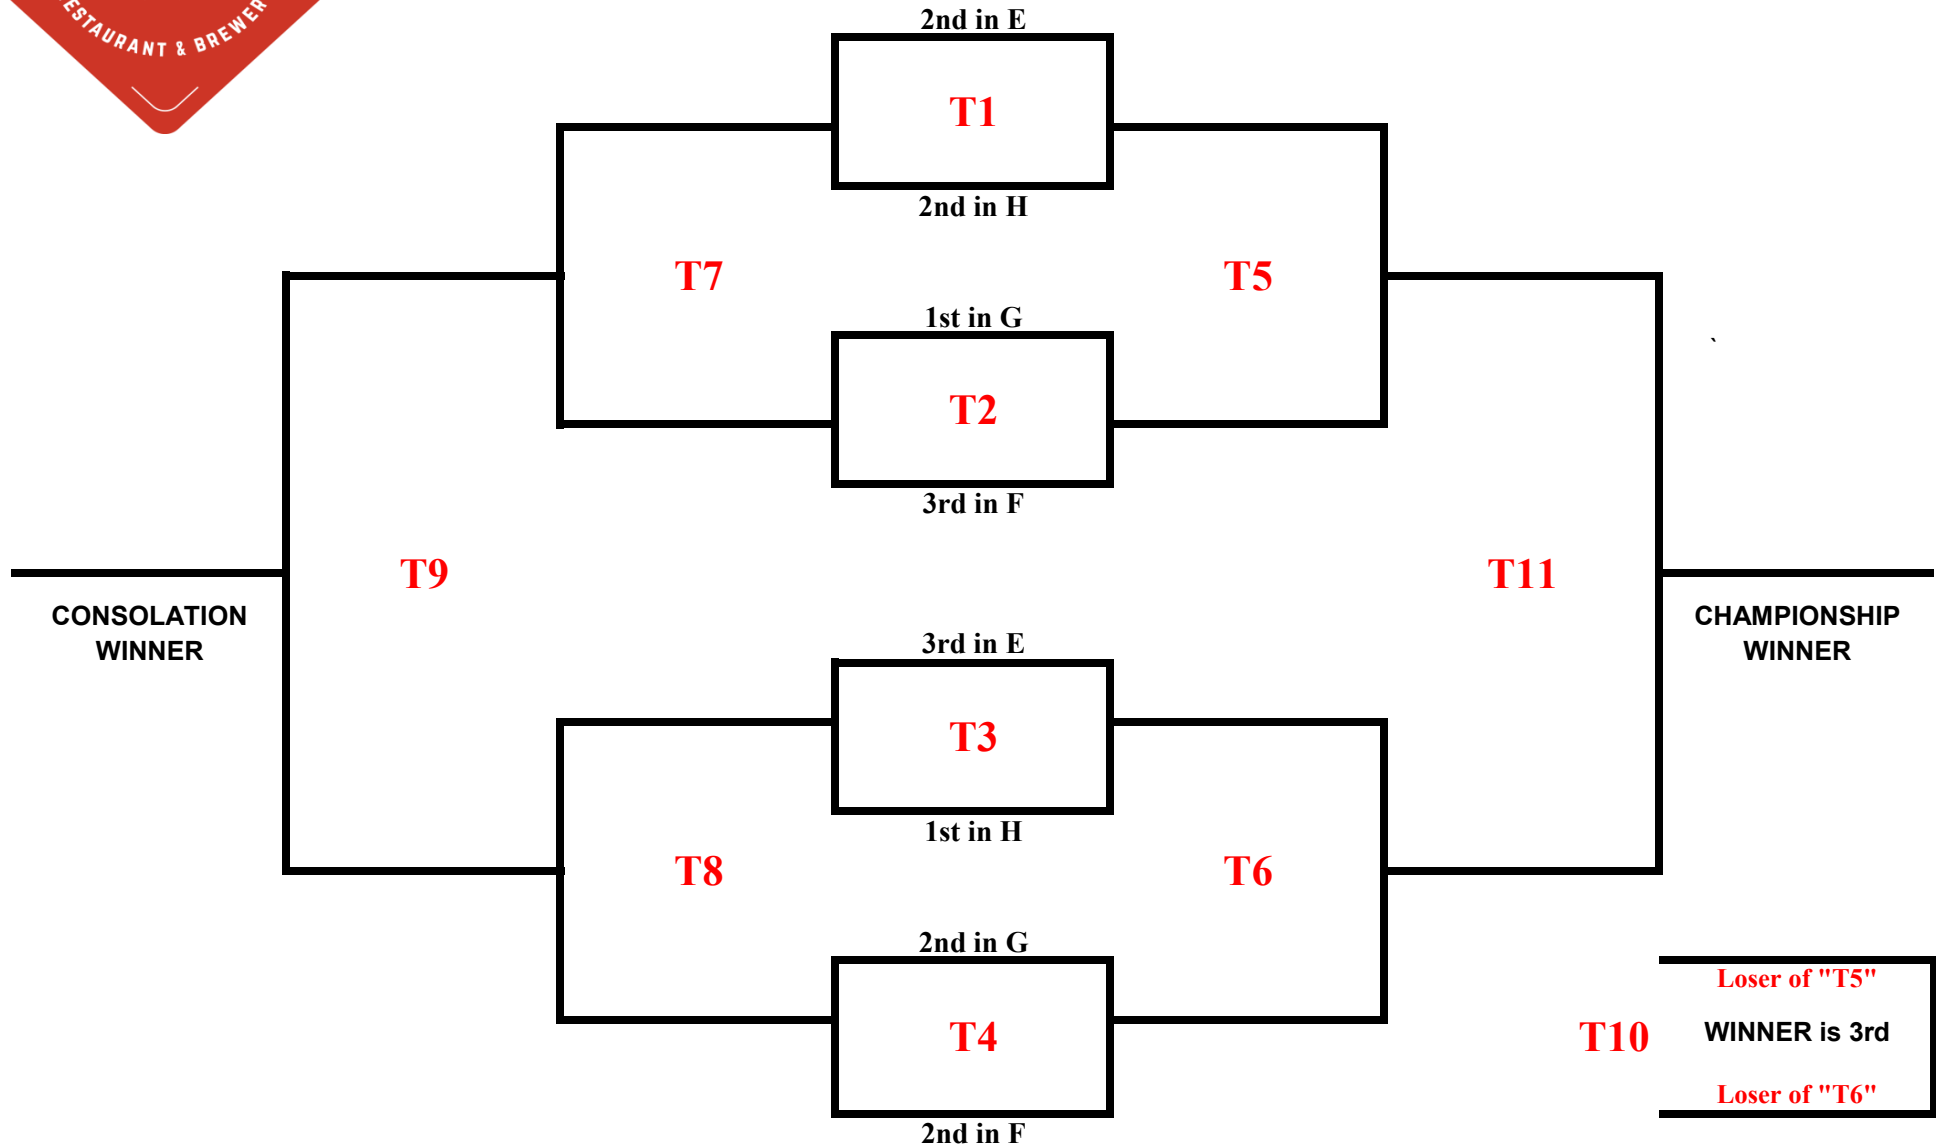 ESTAURANT & BREWER
2nd in E
T1
2nd in H
T7
T5
1st in G
`
T2
3rd in F
T9
T11
CONSOLATION
WINNER
CHAMPIONSHIP
WINNER
3rd in E
T3
1st in H
T8
T6
2nd in G
Loser of "T5"
T4
T10
WINNER is 3rd
Loser of "T6"
2nd in F